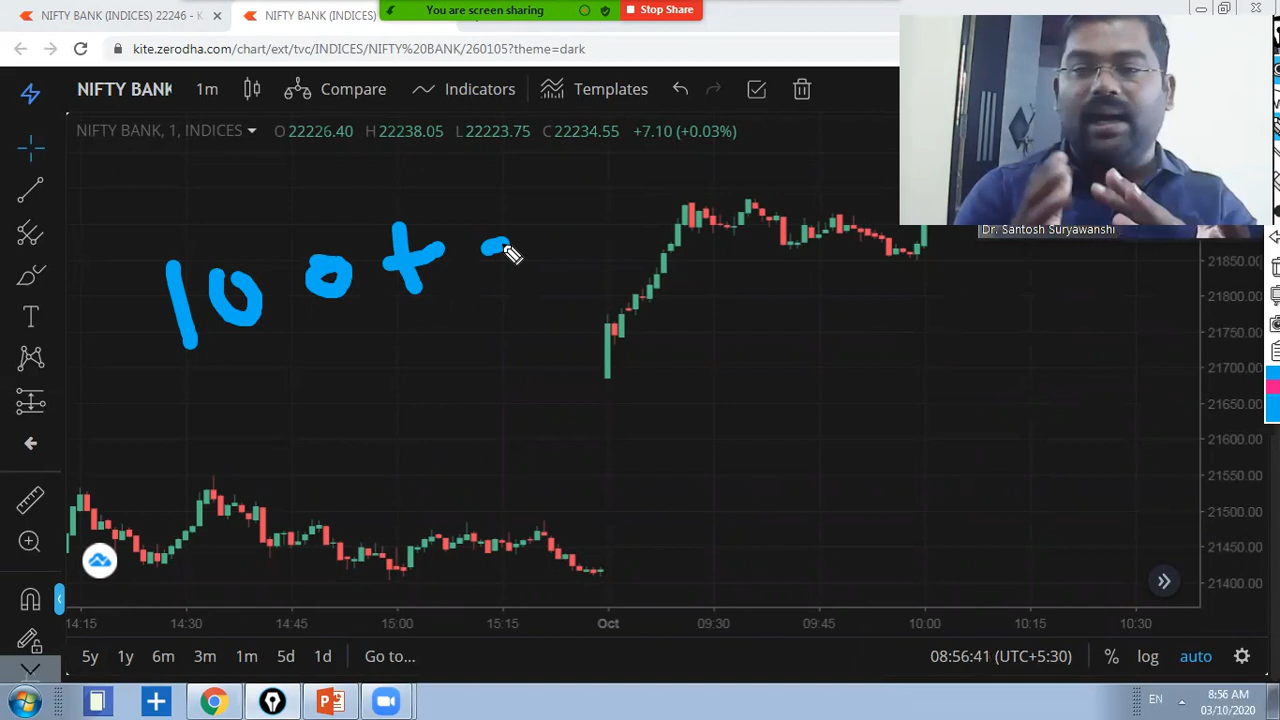 NIFTY BANK (INDICES) 22246 - K
NIFTY BANK (INDICES)
You are screen sharing
Stop Share
kite.zerodha.com/chart/ext/tvc/INDICES/NIFTY%20BANK/260105?theme=dark
NIFTY BANK 1m Compare Indicators Templates
NIFTY BANK, 1, INDICES O 22226.40 H 22238.05 L 22223.75 C 22234.55 +7.10 (+0.03%)
Dr. Santosh Suryawanshi
100+
21850.00
21800.00
21750.00
21700.00
21650.00
21600.00
21550.00
21500.00
21450.00
21400.00
14:15 14:30 14:45 15:00 15:15 Oct 09:30 09:45 10:00 10:15 10:30
5y 1y 6m 3m 1m 5d 1d Go to... 08:56:41 (UTC+5:30) % log auto
EN
8:56 AM
03/10/2020